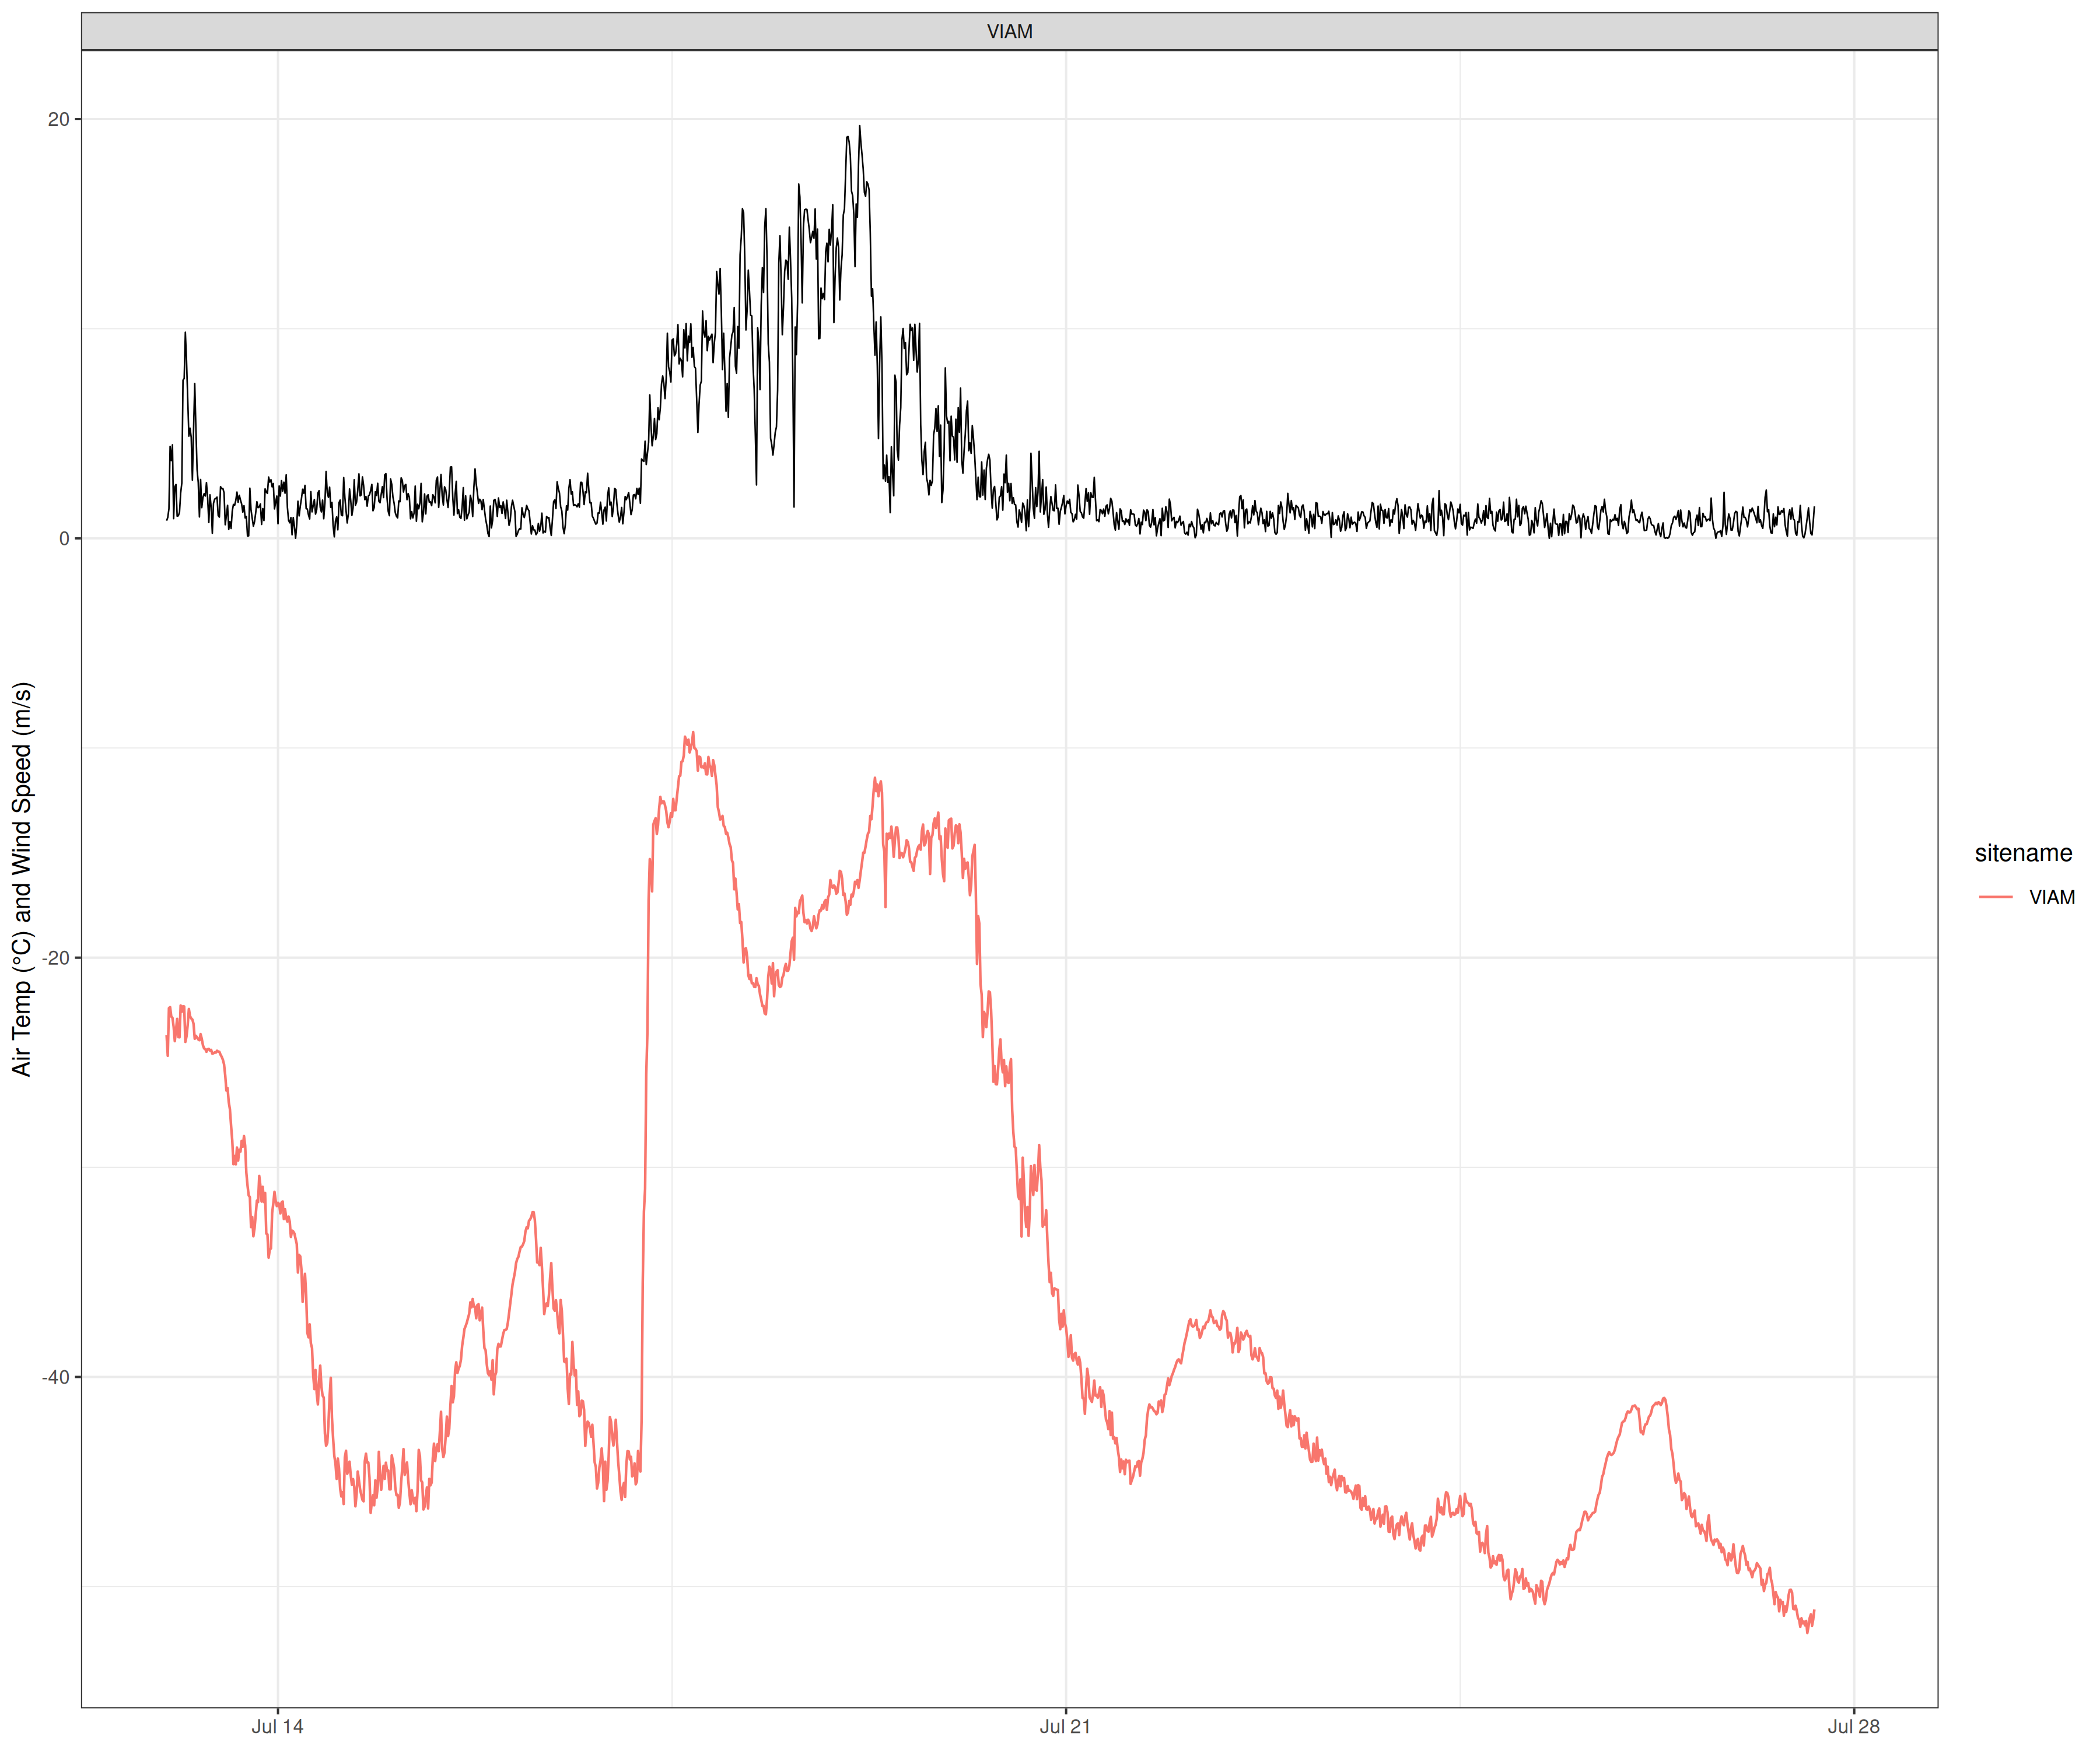 VIAM
20
0
-20
-40
Air Temp (°C) and Wind Speed (m/s)
Jul 14
Jul 21
Jul 28
sitename
VIAM